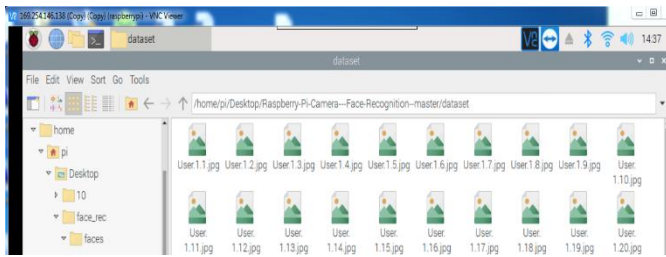 169.254.146.138 (Copy) (Copy) (raspberrypi) - VNC Viewer
dataset
14:37
dataset
File Edit View Sort Go Tools
/home/pi/Desktop/Raspberry-Pi-Camera---Face-Recognition--master/dataset
home
pi
Desktop
10
face_rec
faces
User.1.1.jpg User.1.2.jpg User.1.3.jpg User.1.4.jpg User.1.5.jpg User.1.6.jpg User.1.7.jpg User.1.8.jpg User.1.9.jpg User.
1.10.jpg
User. User. User. User. User. User. User. User. User. User.
1.11.jpg 1.12.jpg 1.13.jpg 1.14.jpg 1.15.jpg 1.16.jpg 1.17.jpg 1.18.jpg 1.19.jpg 1.20.jpg